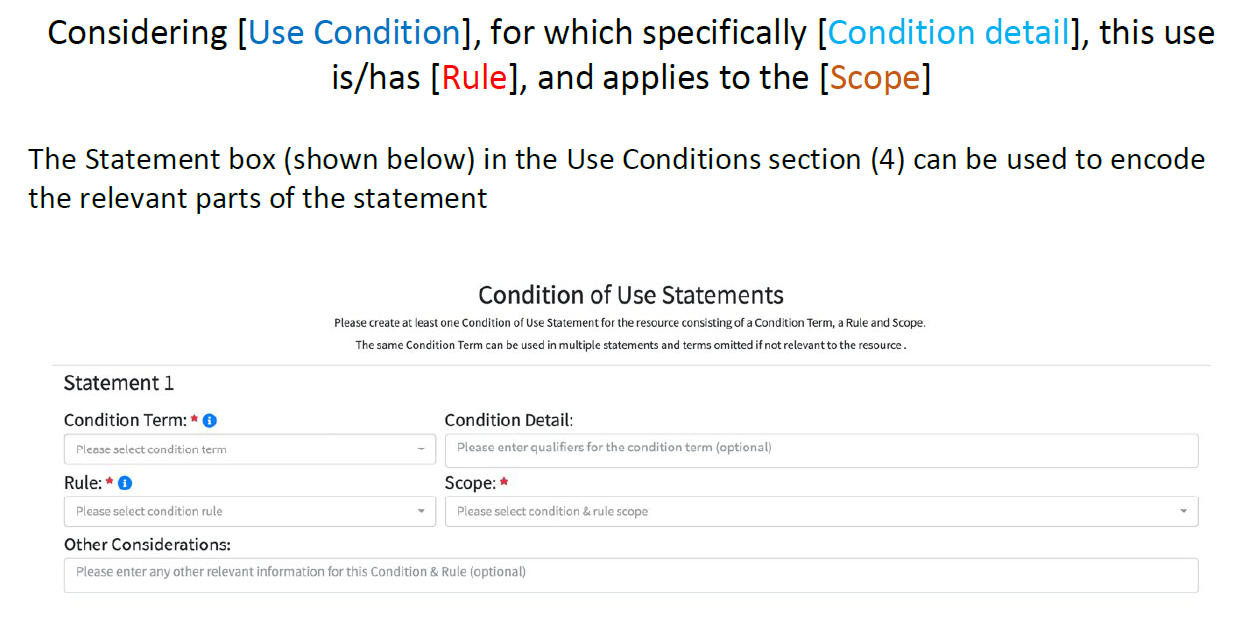 Considering [Use Condition], for which specifically [Condition detail], this use
is/has [Rule], and applies to the [Scope]
The Statement box (shown below) in the Use Conditions section (4) can be used to encode
the relevant parts of the statement
Condition of Use Statements
Please create at least one Condition of Use Statement for the resource consisting of a Condition Term, a Rule and Scope.
The same Condition Term can be used in multiple statements and terms omitted if not relevant to the resource .
Statement 1
Condition Term: * i Condition Detail:
Please select condition term Please enter qualifiers for the condition term (optional)
Rule: * i Scope: *
Please select condition rule Please select condition & rule scope
Other Considerations:
Please enter any other relevant information for this Condition & Rule (optional)